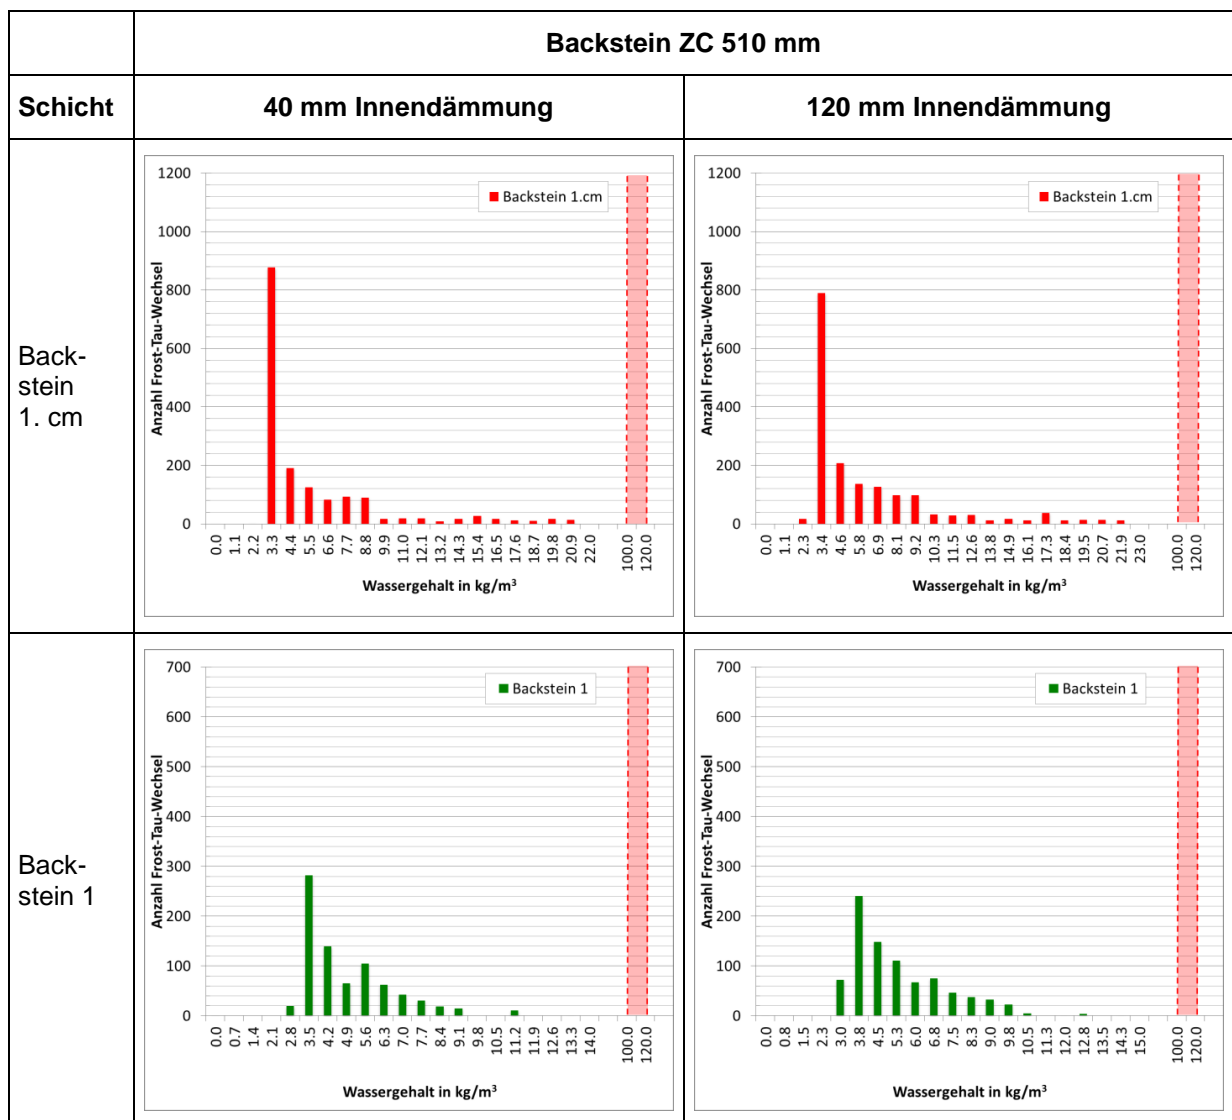 Backstein ZC 510 mm
Schicht
40 mm Innendämmung
120 mm Innendämmung
Back-
stein
1. cm
Anzahl Frost-Tau-Wechsel
1200
1000
800
600
400
200
0
Backstein 1.cm
0.0 1.1 2.2 3.3 4.4 5.5 6.6 7.7 8.8 9.9 11.0 12.1 13.2 14.3 15.4 16.5 17.6 18.7 19.8 20.9 22.0 100.0 120.0
Wassergehalt in kg/m³
Anzahl Frost-Tau-Wechsel
1200
1000
800
600
400
200
0
Backstein 1.cm
0.0 1.1 2.3 3.4 4.6 5.8 6.9 8.1 9.2 10.3 11.5 12.6 13.8 14.9 16.1 17.3 18.4 19.5 20.7 21.9 23.0 100.0 120.0
Wassergehalt in kg/m³
Back-
stein 1
Anzahl Frost-Tau-Wechsel
700
600
500
400
300
200
100
0
Backstein 1
0.0 0.7 1.4 2.1 2.8 3.5 4.2 4.9 5.6 6.3 7.0 7.7 8.4 9.1 9.8 10.5 11.2 11.9 12.6 13.3 14.0 100.0 120.0
Wassergehalt in kg/m³
Anzahl Frost-Tau-Wechsel
700
600
500
400
300
200
100
0
Backstein 1
0.0 0.8 1.5 2.3 3.0 3.8 4.5 5.3 6.0 6.8 7.5 8.3 9.0 9.8 10.5 11.3 12.0 12.8 13.5 14.3 15.0 100.0 120.0
Wassergehalt in kg/m³